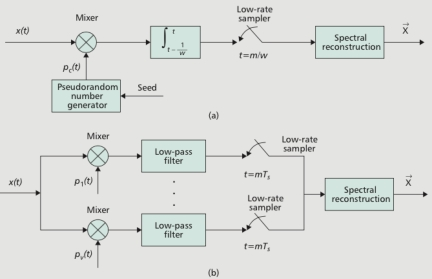 Mixer
Low-rate
sampler
x(t)
∫ t
t− 1/w
Spectral
reconstruction
X⃗
p_c(t)
t=m/w
Pseudorandom
number
generator
Seed
(a)
Mixer
Low-pass
filter
Low-rate
sampler
p_1(t)
t=mT_s
x(t)
.
.
.
Spectral
reconstruction
X⃗
Mixer
Low-rate
sampler
Low-pass
filter
p_v(t)
t=mT_s
(b)